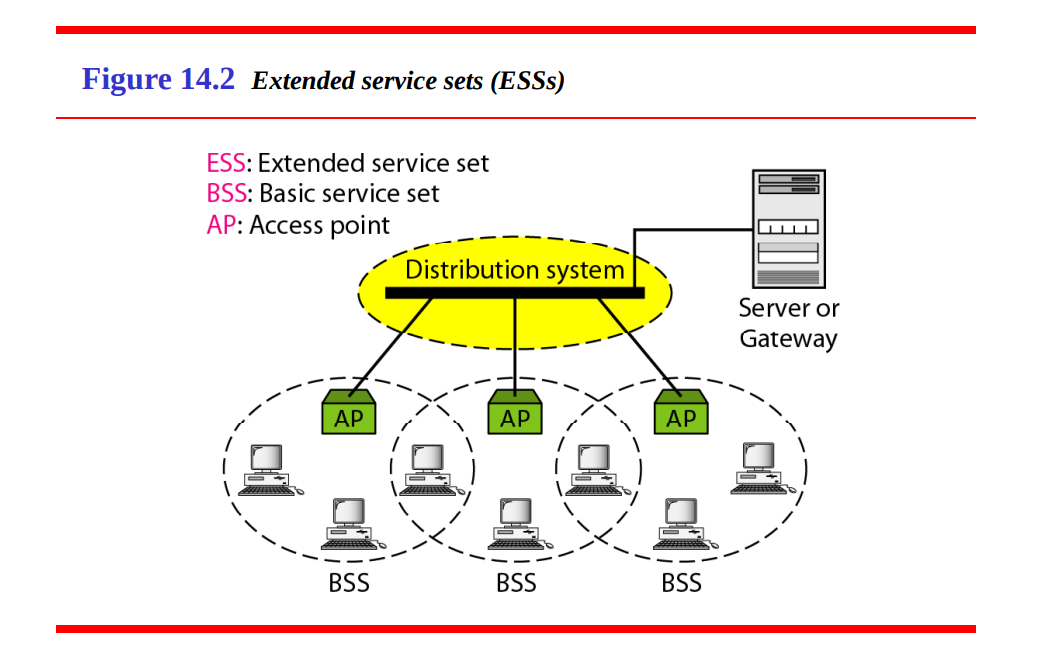 Figure 14.2 Extended service sets (ESSs)
ESS: Extended service set
BSS: Basic service set
AP: Access point
Distribution system
Server or
Gateway
AP
AP
AP
BSS
BSS
BSS